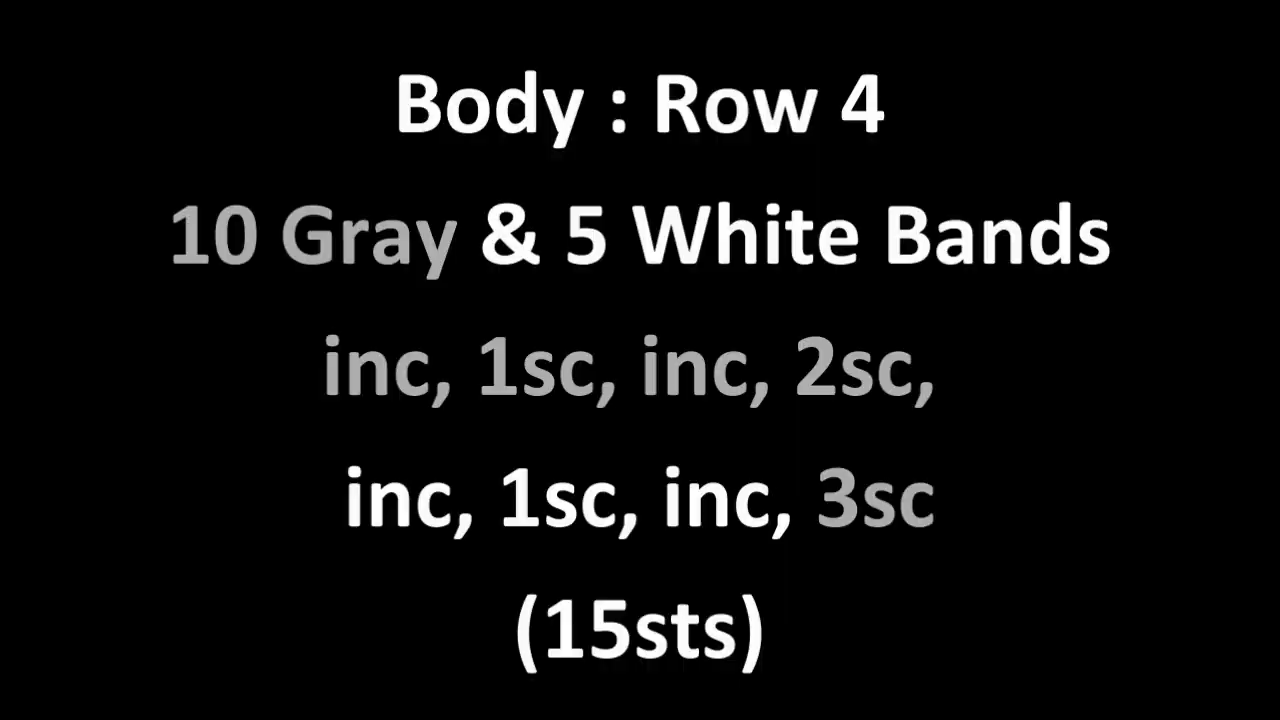 Body : Row 4
10 Gray & 5 White Bands
inc, 1sc, inc, 2sc,
inc, 1sc, inc, 3sc
(15sts)